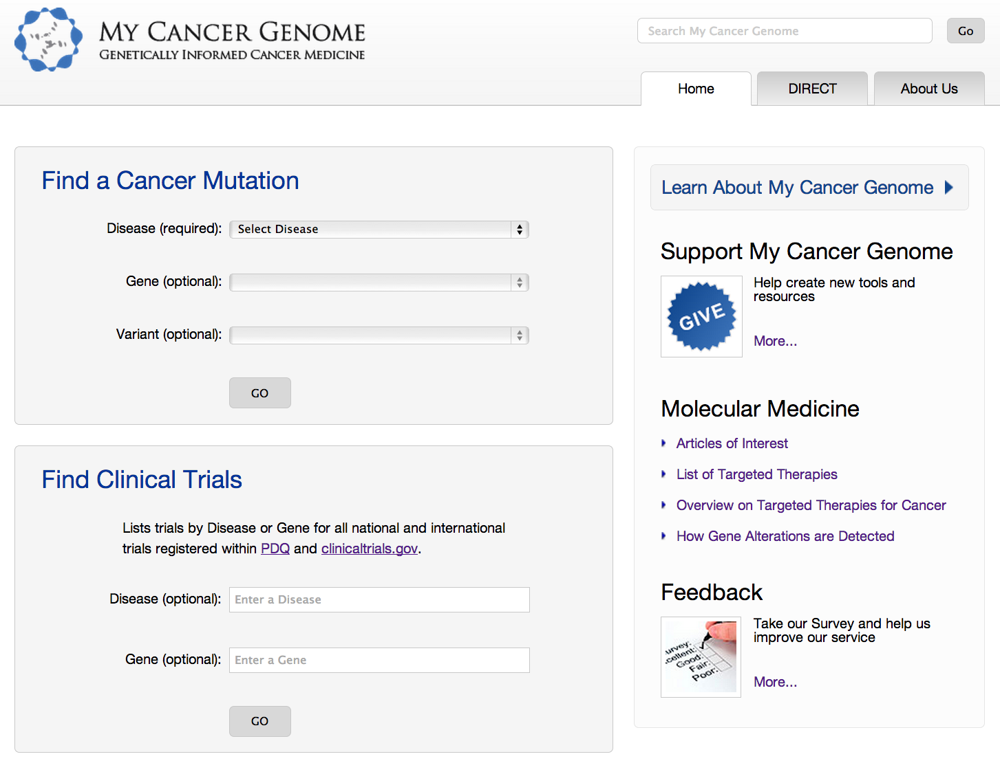 MY CANCER GENOME
GENETICALLY INFORMED CANCER MEDICINE
Search My Cancer Genome
Go
Home
DIRECT
About Us
Find a Cancer Mutation
Disease (required):
Select Disease
Gene (optional):
Variant (optional):
GO
Find Clinical Trials
Lists trials by Disease or Gene for all national and international
trials registered within PDQ and clinicaltrials.gov.
Disease (optional):
Enter a Disease
Gene (optional):
Enter a Gene
GO
Learn About My Cancer Genome
Support My Cancer Genome
GIVE
Help create new tools and
resources
More...
Molecular Medicine
Articles of Interest
List of Targeted Therapies
Overview on Targeted Therapies for Cancer
How Gene Alterations are Detected
Feedback
urvey:
cellent:
Good:
Fair:
Poor:
Take our Survey and help us
improve our service
More...